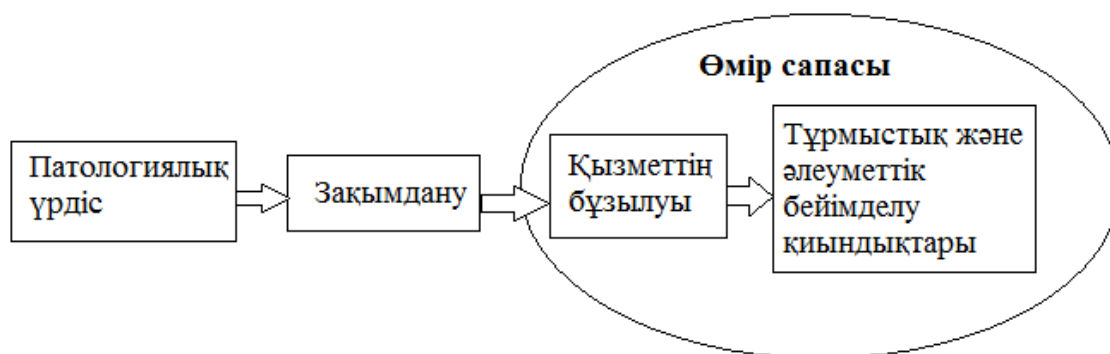 Өмір сапасы
Патологиялық
үрдіс
Зақымдану
Қызметтің
бұзылуы
Тұрмыстық және
әлеуметтік
бейімделу
қиындықтары